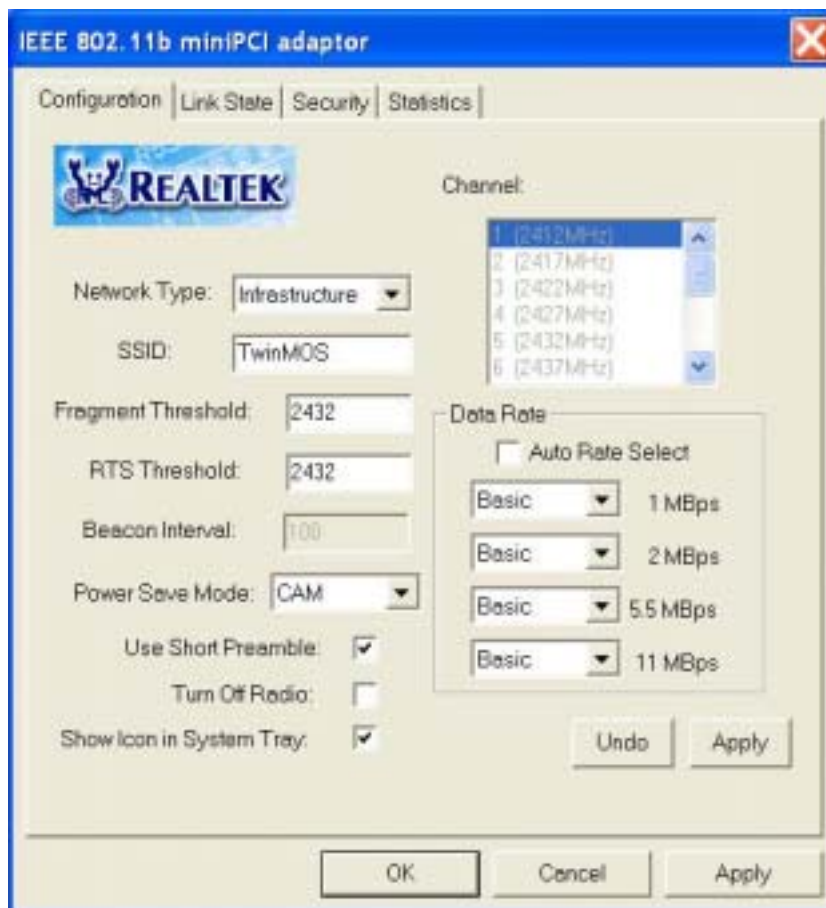 IEEE 802.11b miniPCI adaptor
Configuration Link State Security Statistics
REALTEK
Channel:
1 (2412MHz)
2 (2417MHz)
3 (2422MHz)
4 (2427MHz)
5 (2432MHz)
6 (2437MHz)
Network Type: Infrastructure
SSID: TwinMOS
Fragment Threshold: 2432
RTS Threshold: 2432
Beacon Interval: 100
Power Save Mode: CAM
Use Short Preamble:
Turn Off Radio:
Show Icon in System Tray:
Data Rate
Auto Rate Select
Basic 1 MBps
Basic 2 MBps
Basic 5.5 MBps
Basic 11 MBps
Undo Apply
OK Cancel Apply